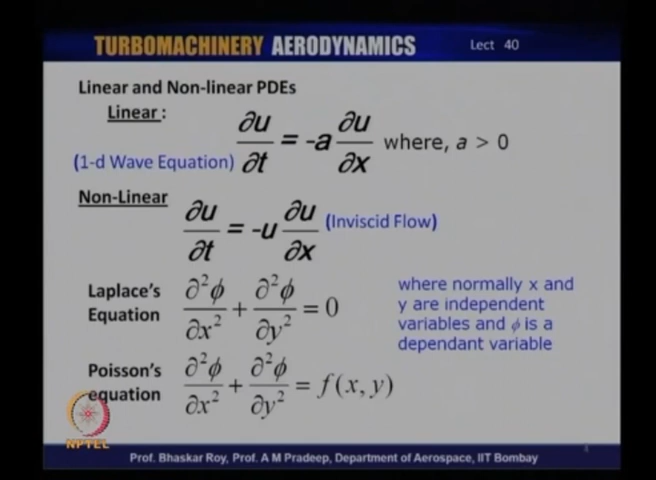 TURBOMACHINERY AERODYNAMICS Lect 40
Linear and Non-linear PDEs
Linear :
(1-d Wave Equation) ∂u/∂t = -a ∂u/∂x where, a > 0
Non-Linear
∂u/∂t = -u ∂u/∂x (Inviscid Flow)
Laplace's
Equation
∂²ϕ/∂x² + ∂²ϕ/∂y² = 0
where normally x and
y are independent
variables and ϕ is a
dependant variable
Poisson's
equation
∂²ϕ/∂x² + ∂²ϕ/∂y² = f(x, y)
NPTEL
Prof. Bhaskar Roy, Prof. A M Pradeep, Department of Aerospace, IIT Bombay